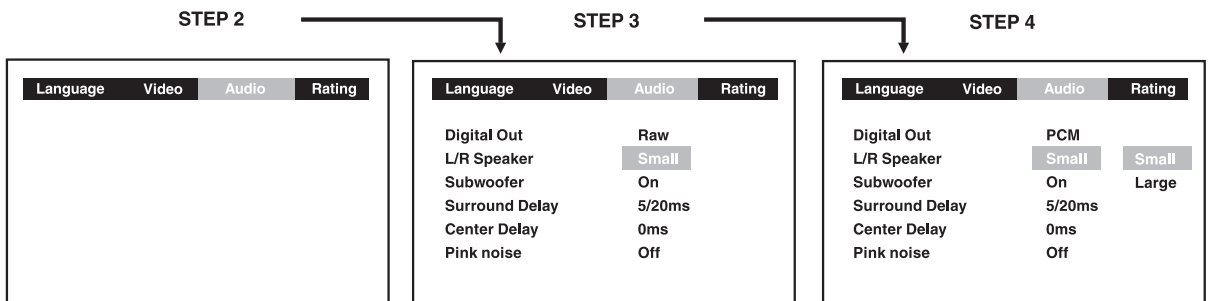 STEP 2
STEP 3
STEP 4
Language Video Audio Rating
Language Video Audio Rating
Digital Out Raw
L/R Speaker Small
Subwoofer On
Surround Delay 5/20ms
Center Delay 0ms
Pink noise Off
Language Video Audio Rating
Digital Out PCM
L/R Speaker Small Small
Subwoofer On Large
Surround Delay 5/20ms
Center Delay 0ms
Pink noise Off